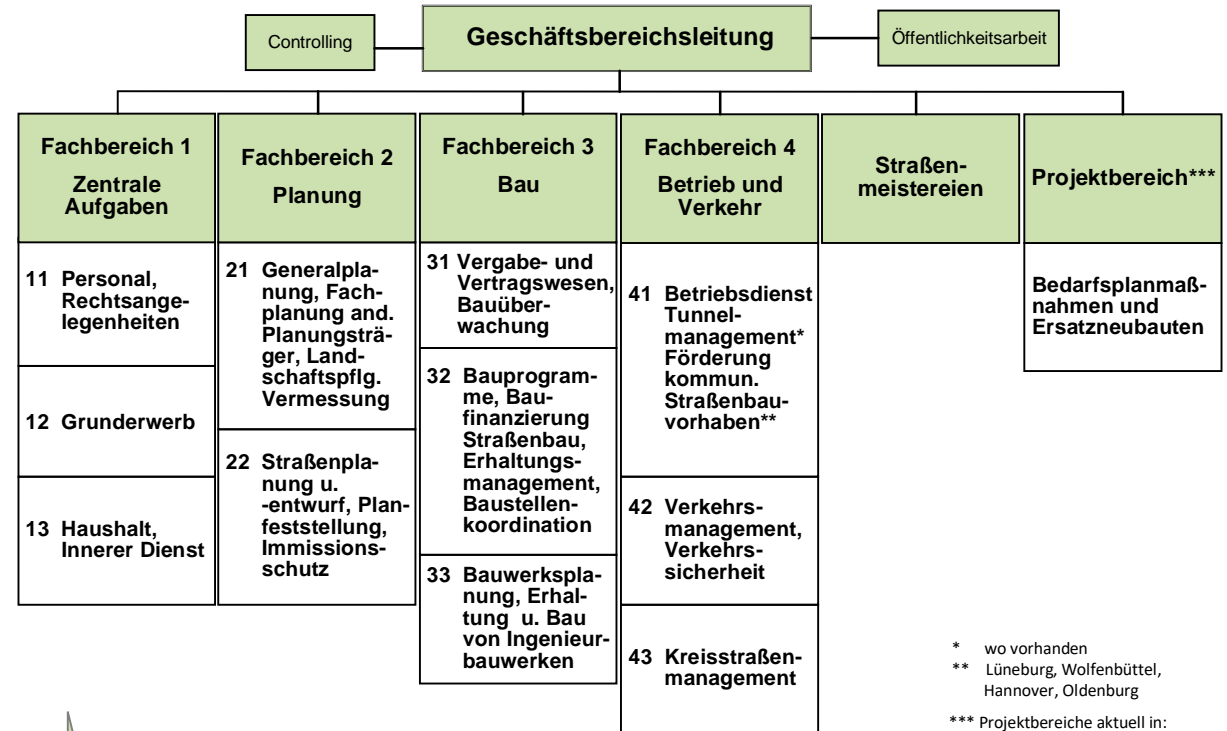 Controlling
Geschäftsbereichsleitung
Öffentlichkeitsarbeit
Fachbereich 1
Zentrale
Aufgaben
11 Personal,
Rechtsange-
legenheiten
12 Grunderwerb
13 Haushalt,
Innerer Dienst
Fachbereich 2
Planung
21 Generalpla-
nung, Fach-
planung and.
Planungsträ-
ger, Land-
schaftspflg.
Vermessung
22 Straßenpla-
nung u.
-entwurf, Plan-
feststellung,
Immissions-
schutz
Fachbereich 3
Bau
31 Vergabe- und
Vertragswesen,
Bauüber-
wachung
32 Bauprogram-
me, Bau-
finanzierung
Straßenbau,
Erhaltungs-
management,
Baustellen-
koordination
33 Bauwerkspla-
nung, Erhal-
tung u. Bau
von Ingenieur-
bauwerken
Fachbereich 4
Betrieb und
Verkehr
41 Betriebsdienst
Tunnel-
management*
Förderung
kommun.
Straßenbau-
vorhaben**
42 Verkehrs-
management,
Verkehrs-
sicherheit
43 Kreisstraßen-
management
Straßen-
meistereien
Projektbereich***
Bedarfsplanmaß-
nahmen und
Ersatzneubauten
* wo vorhanden
** Lüneburg, Wolfenbüttel,
Hannover, Oldenburg
*** Projektbereiche aktuell in: